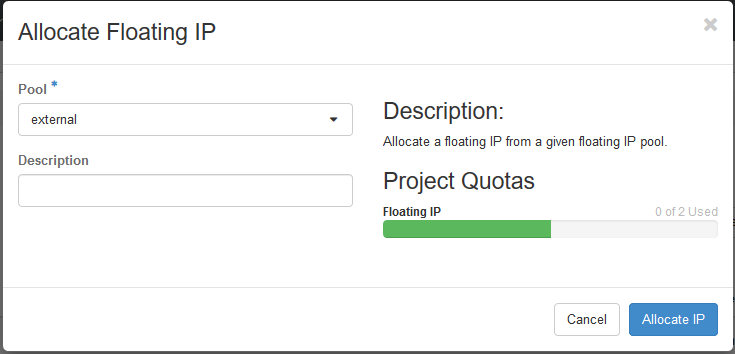 Allocate Floating IP
Pool *
external
Description
Description:
Allocate a floating IP from a given floating IP pool.
Project Quotas
Floating IP 0 of 2 Used
Cancel Allocate IP